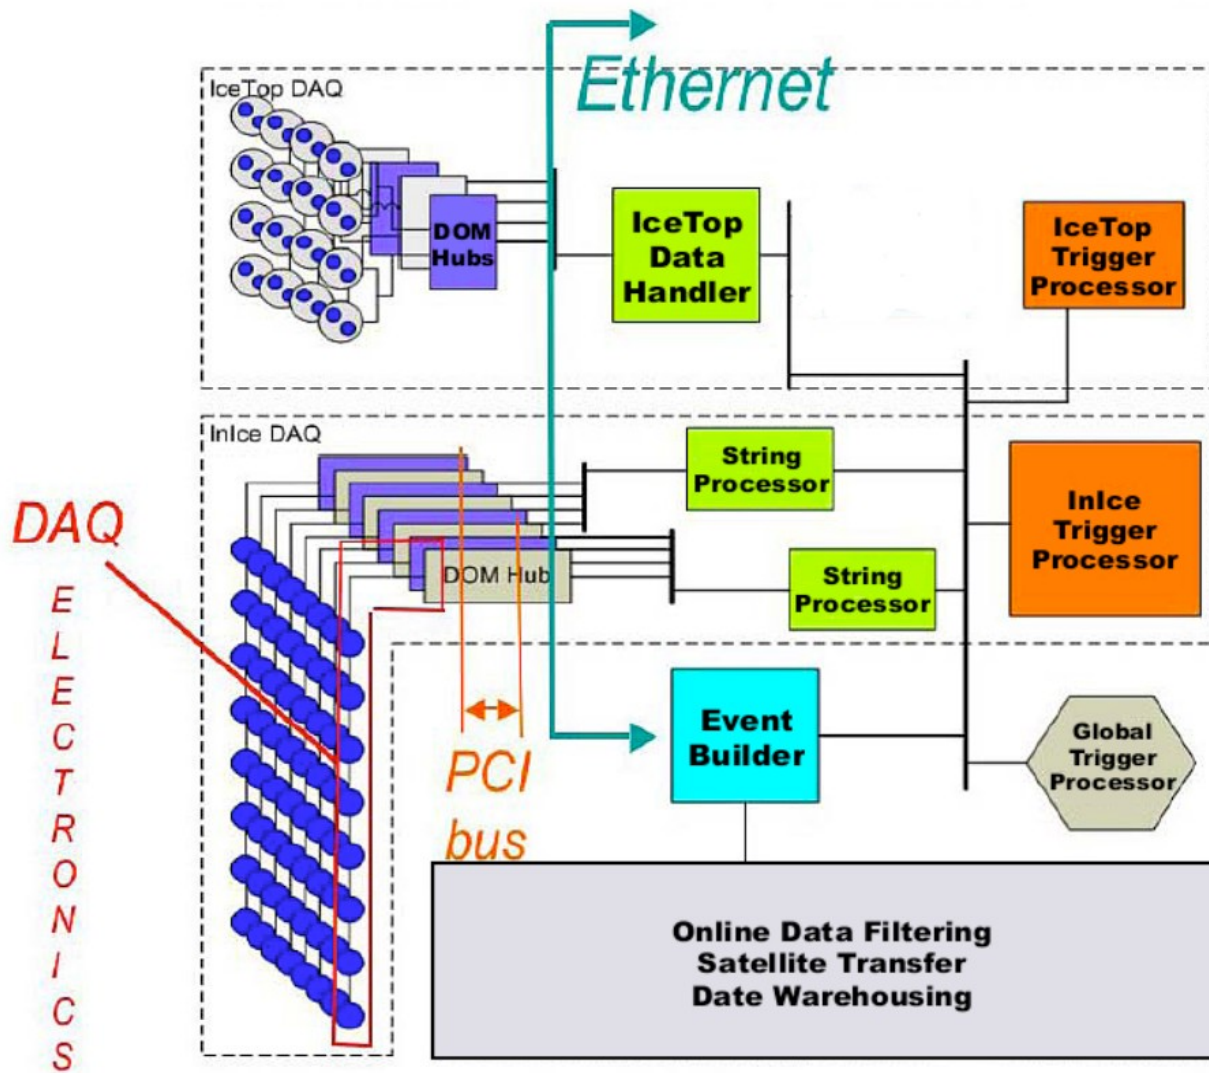 Ethernet
IceTop DAQ
DOM
Hubs
IceTop
Data
Handler
IceTop
Trigger
Processor
InIce DAQ
String
Processor
InIce
Trigger
Processor
DAQ
ELECTRONICS
DOM Hub
String
Processor
PCI
bus
Event
Builder
Global
Trigger
Processor
Online Data Filtering
Satellite Transfer
Date Warehousing